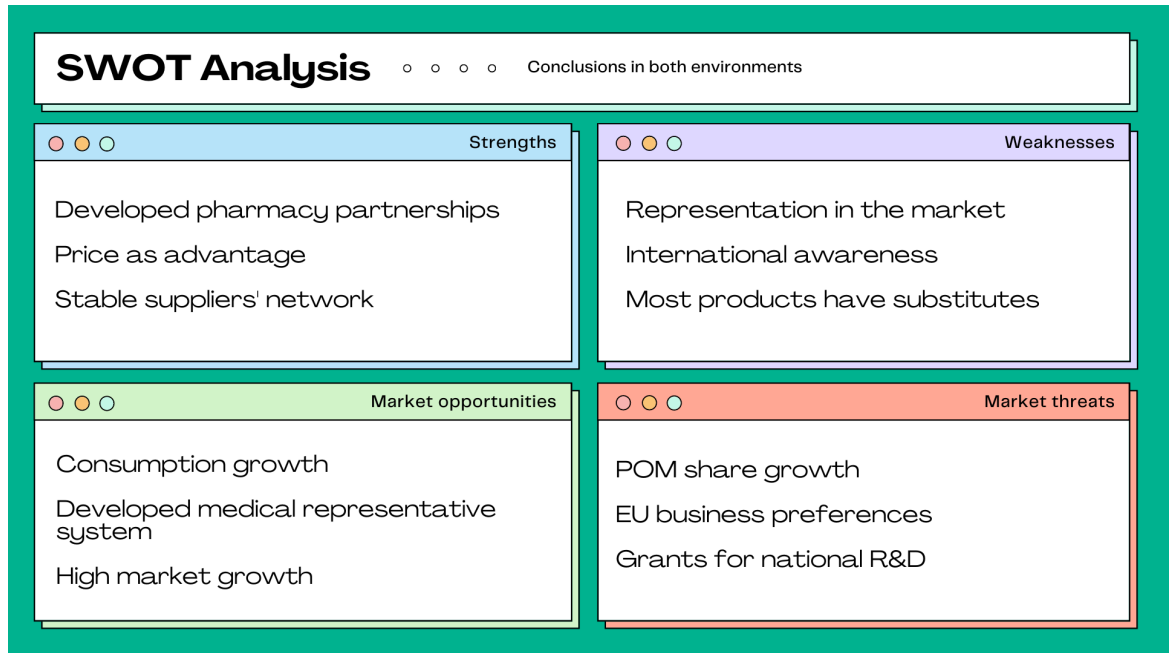 SWOT Analysis
Conclusions in both environments
Strengths
Developed pharmacy partnerships
Price as advantage
Stable suppliers' network
Weaknesses
Representation in the market
International awareness
Most products have substitutes
Market opportunities
Consumption growth
Developed medical representative
system
High market growth
Market threats
POM share growth
EU business preferences
Grants for national R&D